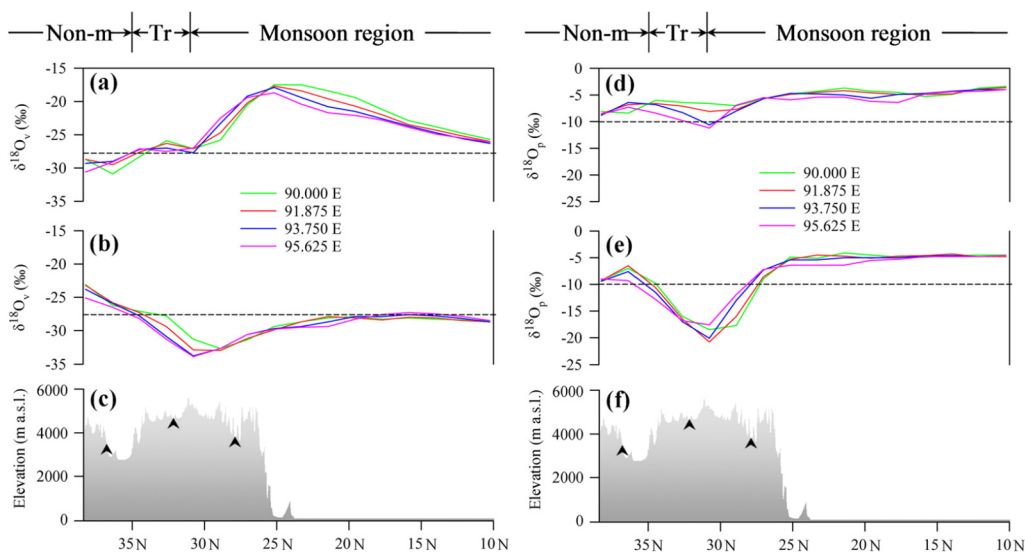 Non-m Tr Monsoon region
Non-m Tr Monsoon region
(a)
-15
-20
-25
-30
-35
δ¹⁸Oᵥ (‰)
(d)
0
-5
-10
-15
-20
-25
δ¹⁸Oₚ (‰)
90.000 E
91.875 E
93.750 E
95.625 E
90.000 E
91.875 E
93.750 E
95.625 E
(b)
-15
-20
-25
-30
-35
δ¹⁸Oᵥ (‰)
(e)
0
-5
-10
-15
-20
-25
δ¹⁸Oₚ (‰)
(c)
6000
4000
2000
0
Elevation (m a.s.l.)
35 N 30 N 25 N 20 N 15 N 10 N
(f)
6000
4000
2000
0
Elevation (m a.s.l.)
35 N 30 N 25 N 20 N 15 N 10 N